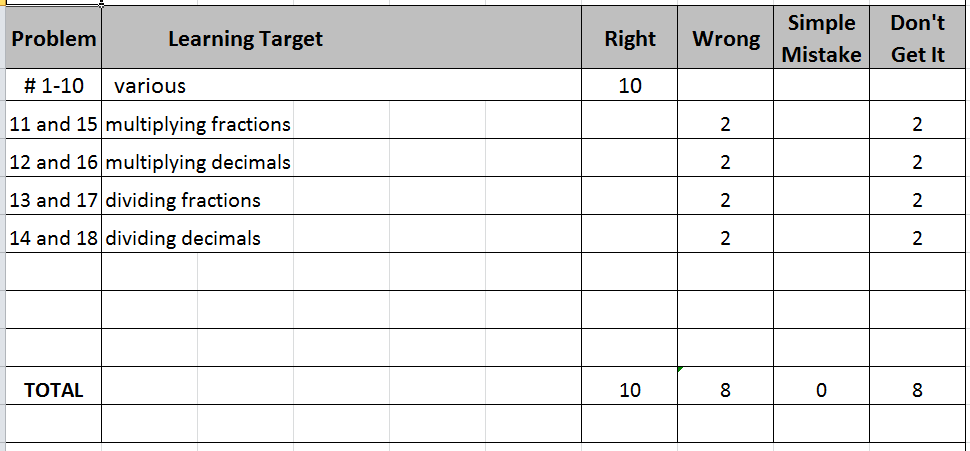 Problem Learning Target Right Wrong Simple Mistake Don't Get It
# 1-10 various 10
11 and 15 multiplying fractions 2 2
12 and 16 multiplying decimals 2 2
13 and 17 dividing fractions 2 2
14 and 18 dividing decimals 2 2
TOTAL 10 8 0 8